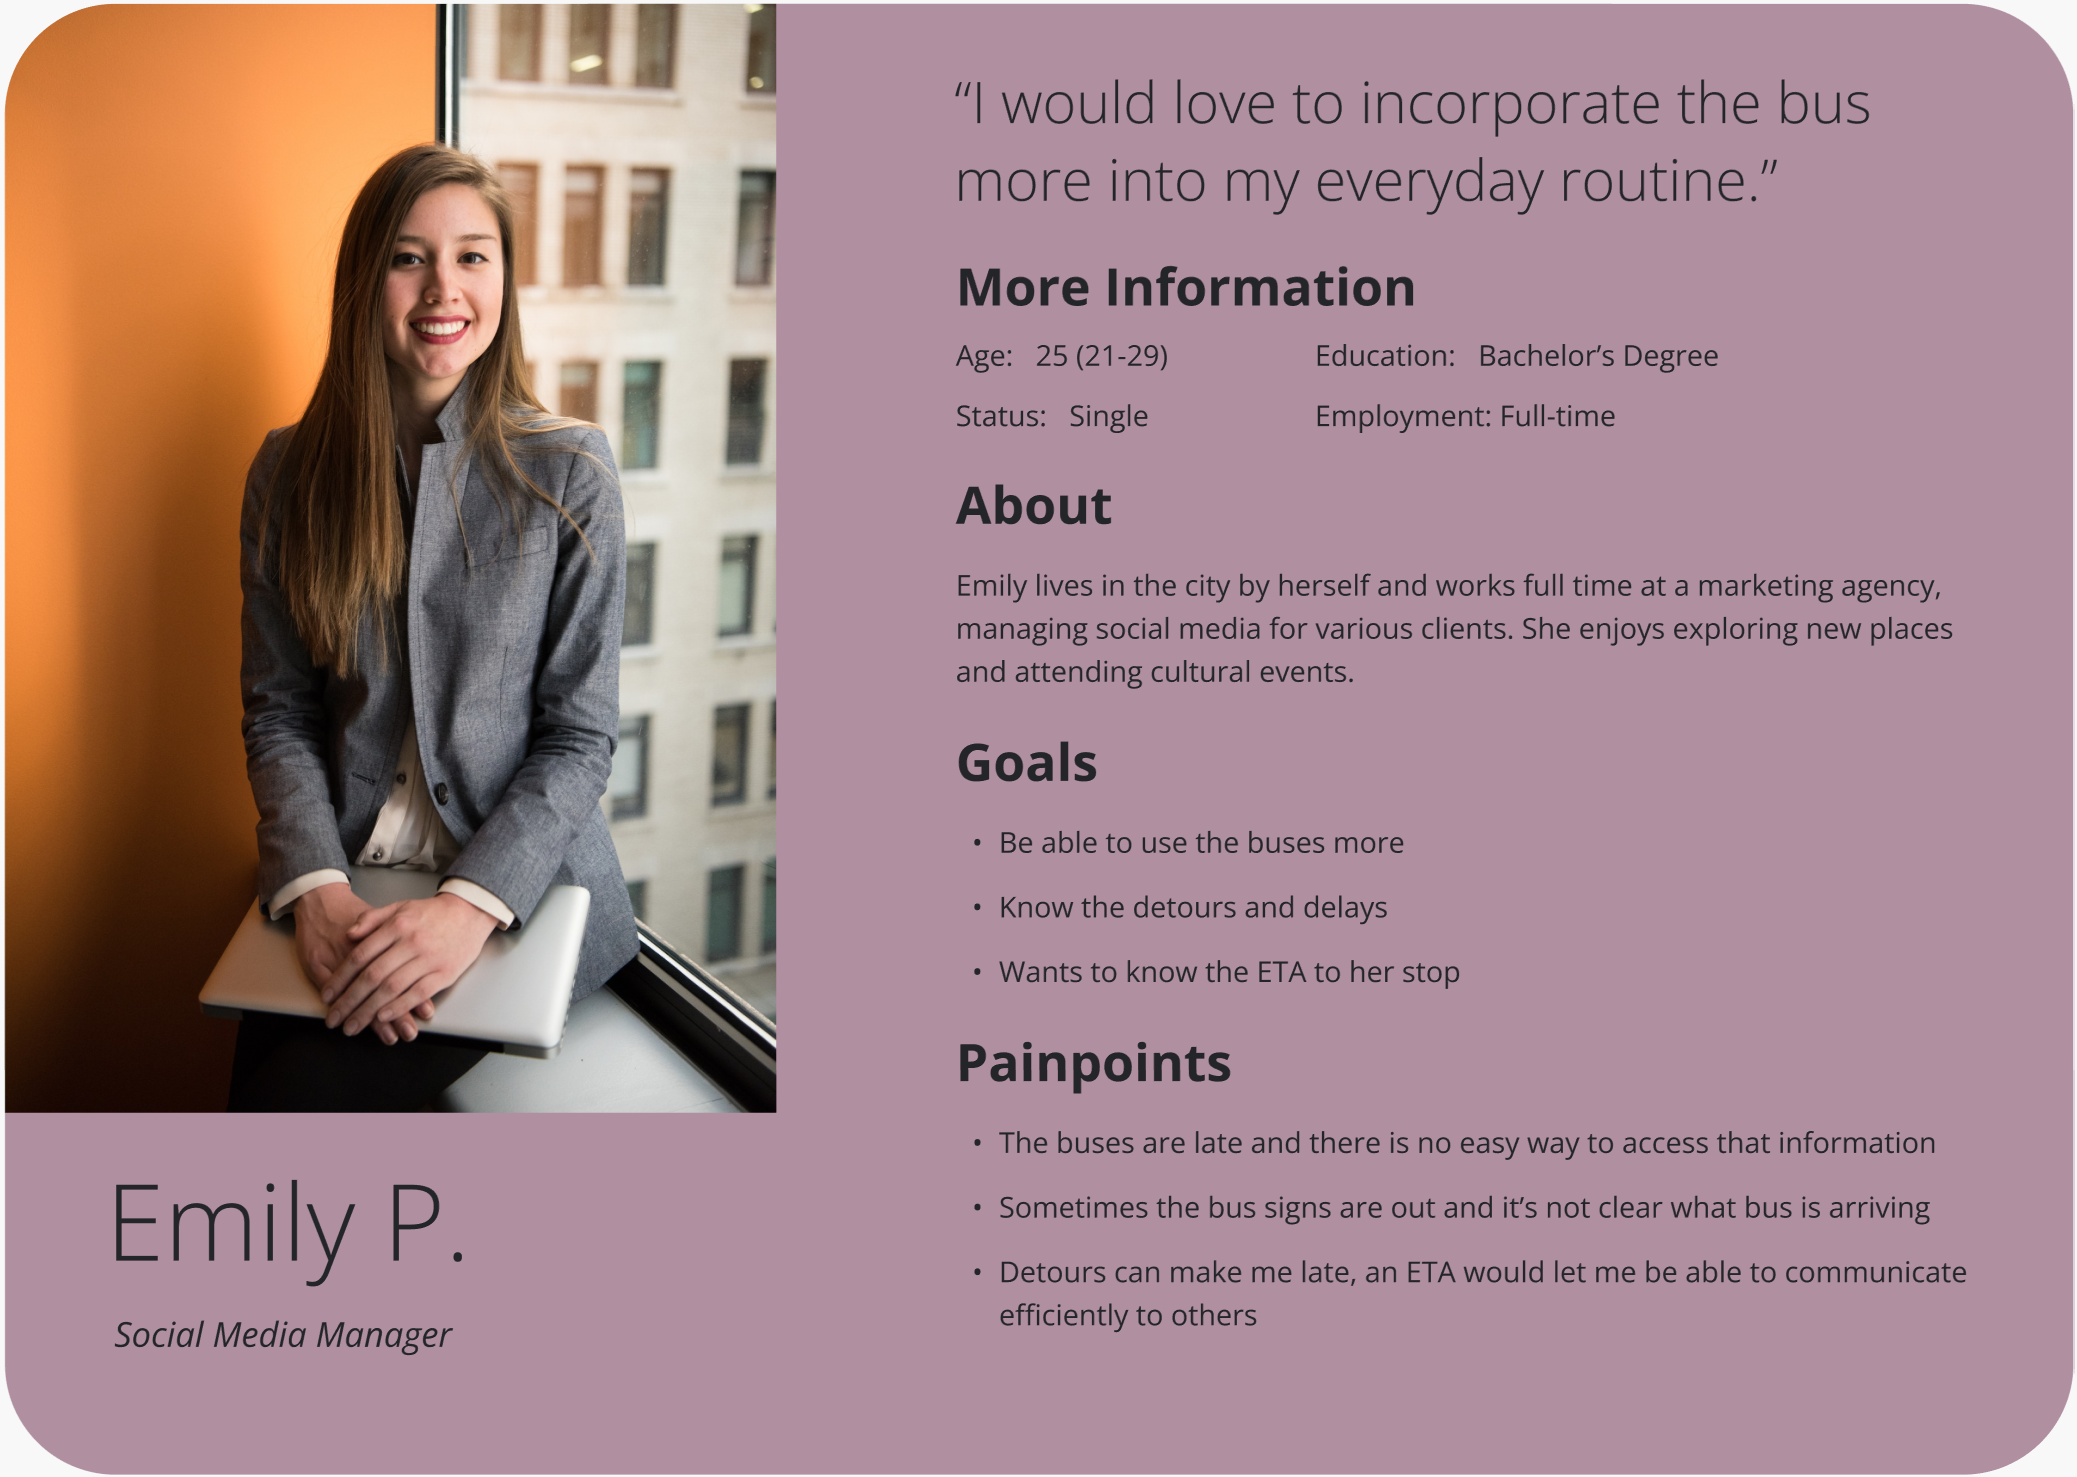 “I would love to incorporate the bus
more into my everyday routine.”
More Information
Age: 25 (21-29)
Education: Bachelor’s Degree
Status: Single
Employment: Full-time
About
Emily lives in the city by herself and works full time at a marketing agency,
managing social media for various clients. She enjoys exploring new places
and attending cultural events.
Goals
• Be able to use the buses more
• Know the detours and delays
• Wants to know the ETA to her stop
Painpoints
• The buses are late and there is no easy way to access that information
• Sometimes the bus signs are out and it’s not clear what bus is arriving
• Detours can make me late, an ETA would let me be able to communicate
efficiently to others
Emily P.
Social Media Manager